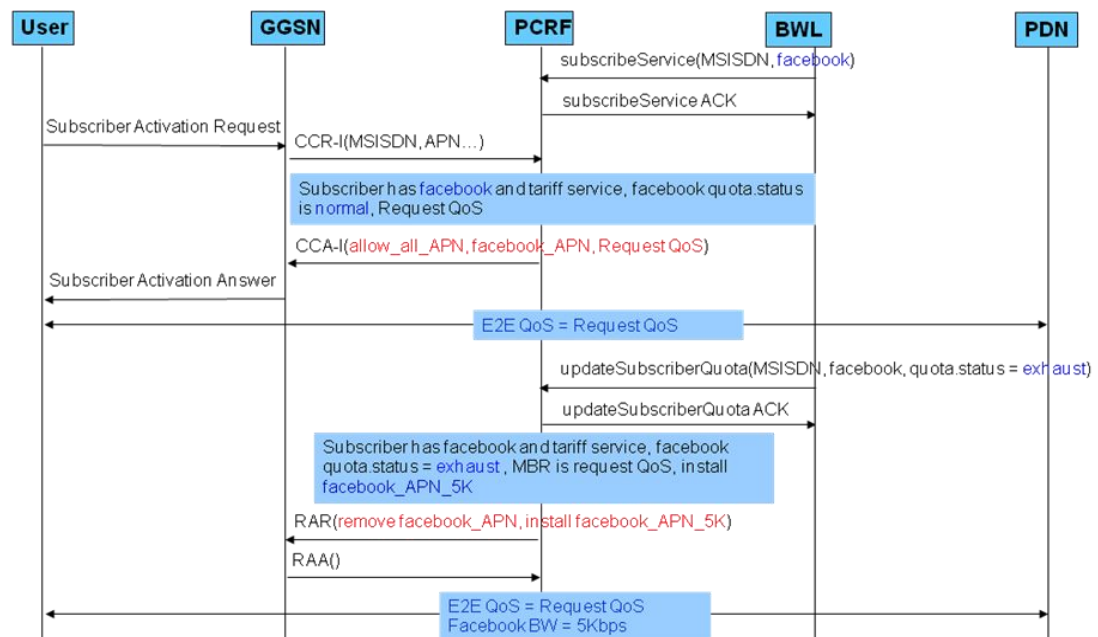 User GGSN PCRF BWL PDN
subscribeService(MSISDN,facebook)
subscribeService ACK
Subscriber Activation Request
CCR-I(MSISDN,APN...)
Subscriber has facebook and tariff service, facebook quota.status
is normal, Request QoS
CCA-I(allow_all_APN, facebook_APN, Request QoS)
Subscriber Activation Answer
E2E QoS = Request QoS
updateSubscriberQuota(MSISDN,facebook, quota.status = exhaust)
updateSubscriberQuota ACK
Subscriber has facebook and tariff service, facebook
quota.status = exhaust , MBR is request QoS, install
facebook_APN_5K
RAR(remove facebook_APN, install facebook_APN_5K)
RAA()
E2E QoS = Request QoS
Facebook BW = 5Kbps